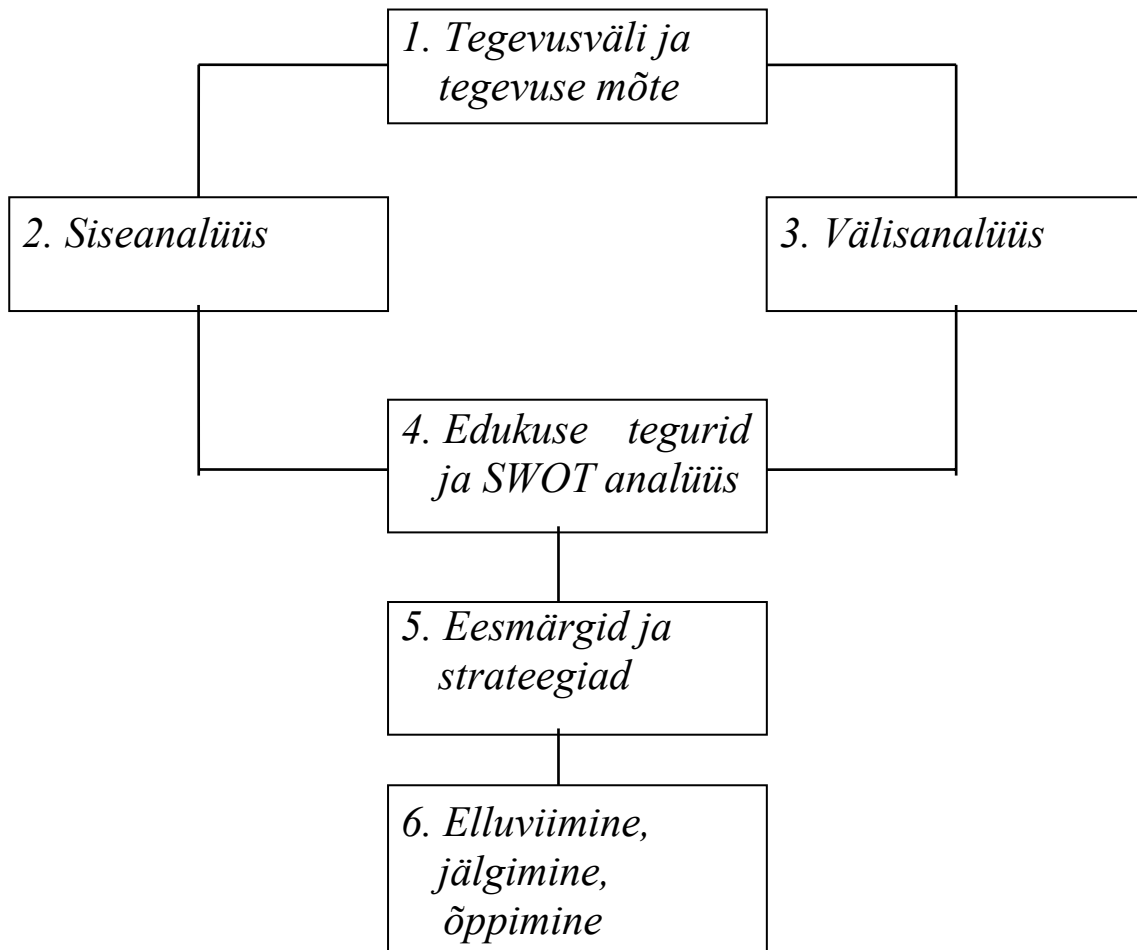 1. Tegevusväli ja
tegevuse mõte
2. Siseanalüüs
3. Välisanalüüs
4. Edukuse tegurid
ja SWOT analüüs
5. Eesmärgid ja
strateegiad
6. Elluviimine,
jälgimine,
õppimine